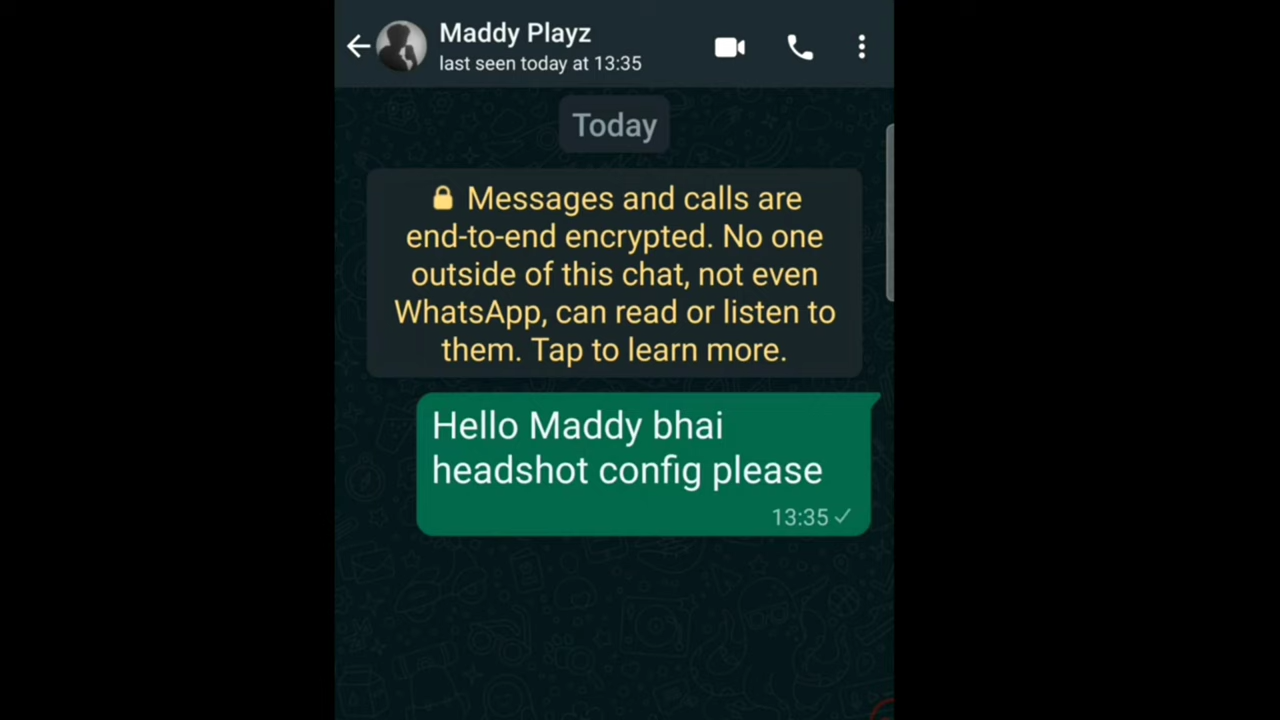 Maddy Playz
last seen today at 13:35
Today
Messages and calls are
end-to-end encrypted. No one
outside of this chat, not even
WhatsApp, can read or listen to
them. Tap to learn more.
Hello Maddy bhai
headshot config please
13:35